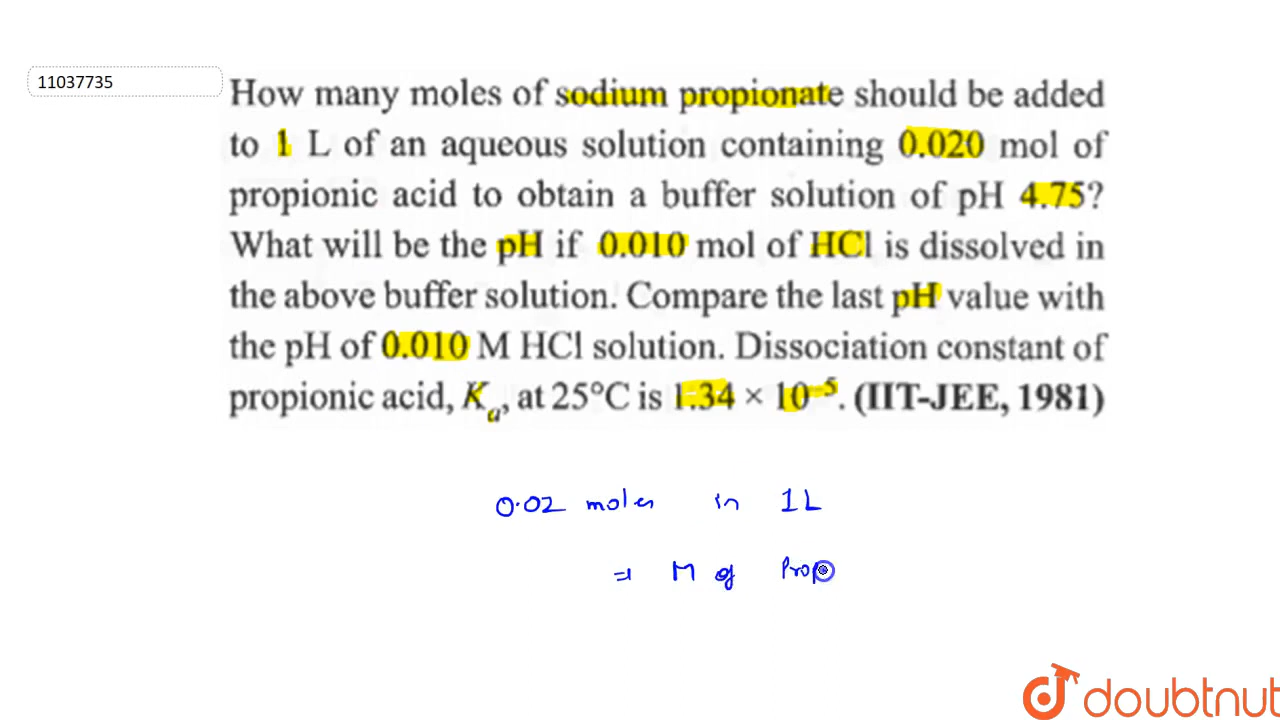 11037735
How many moles of sodium propionate should be added
to 1 L of an aqueous solution containing 0.020 mol of
propionic acid to obtain a buffer solution of pH 4.75?
What will be the pH if 0.010 mol of HCl is dissolved in
the above buffer solution. Compare the last pH value with
the pH of 0.010 M HCl solution. Dissociation constant of
propionic acid, Kₐ, at 25°C is 1.34 × 10⁻⁵. (IIT-JEE, 1981)
0.02 moles in 1L
⇒ M of Prop
doubtnut